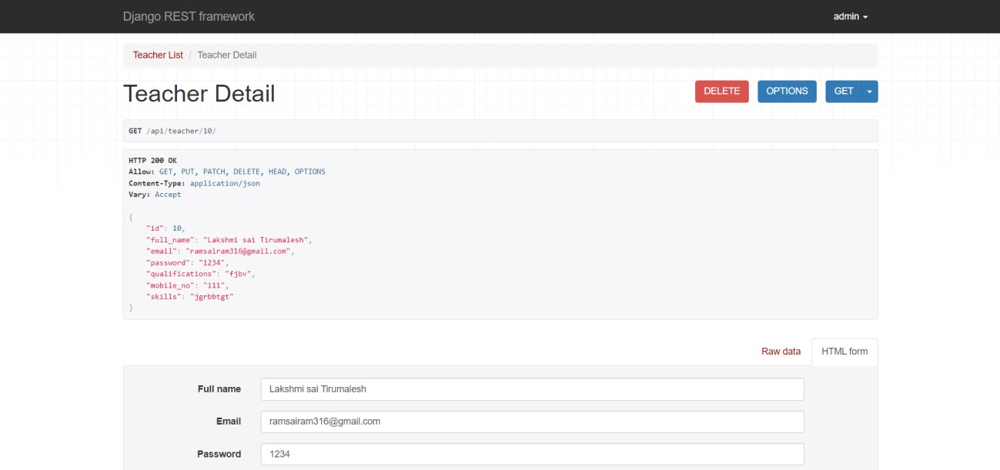 Django REST framework admin
Teacher List / Teacher Detail
Teacher Detail DELETE OPTIONS GET
GET /api/teacher/10/
HTTP 200 OK
Allow: GET, PUT, PATCH, DELETE, HEAD, OPTIONS
Content-Type: application/json
Vary: Accept
{
"id": 10,
"full_name": "Lakshmi sai Tirumalesh",
"email": "ramsairam316@gmail.com",
"password": "1234",
"qualifications": "fjbv",
"mobile_no": "111",
"skills": "jgrbbtgt"
}
Raw data HTML form
Full name Lakshmi sai Tirumalesh
Email ramsairam316@gmail.com
Password 1234